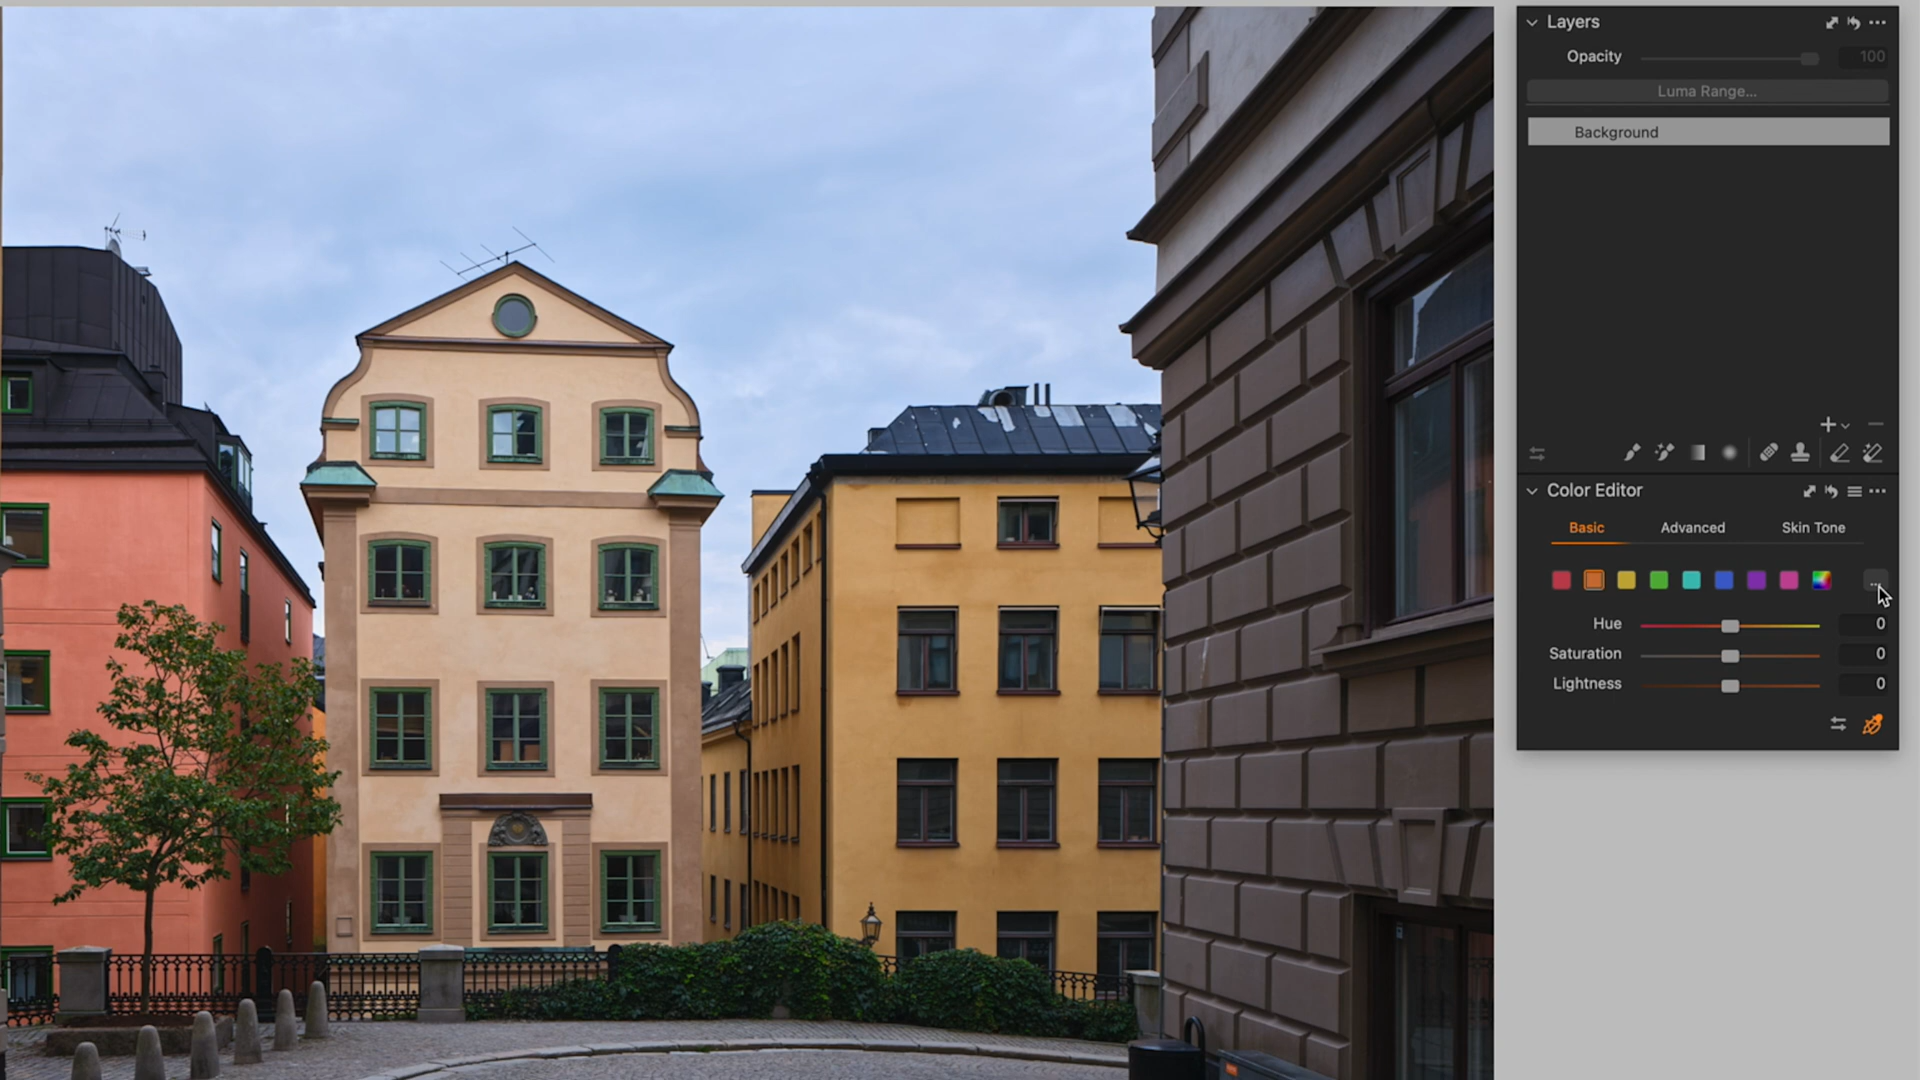 Layers
Opacity 100
Luma Range...
Background
Color Editor
Basic Advanced Skin Tone
...
Hue 0
Saturation 0
Lightness 0